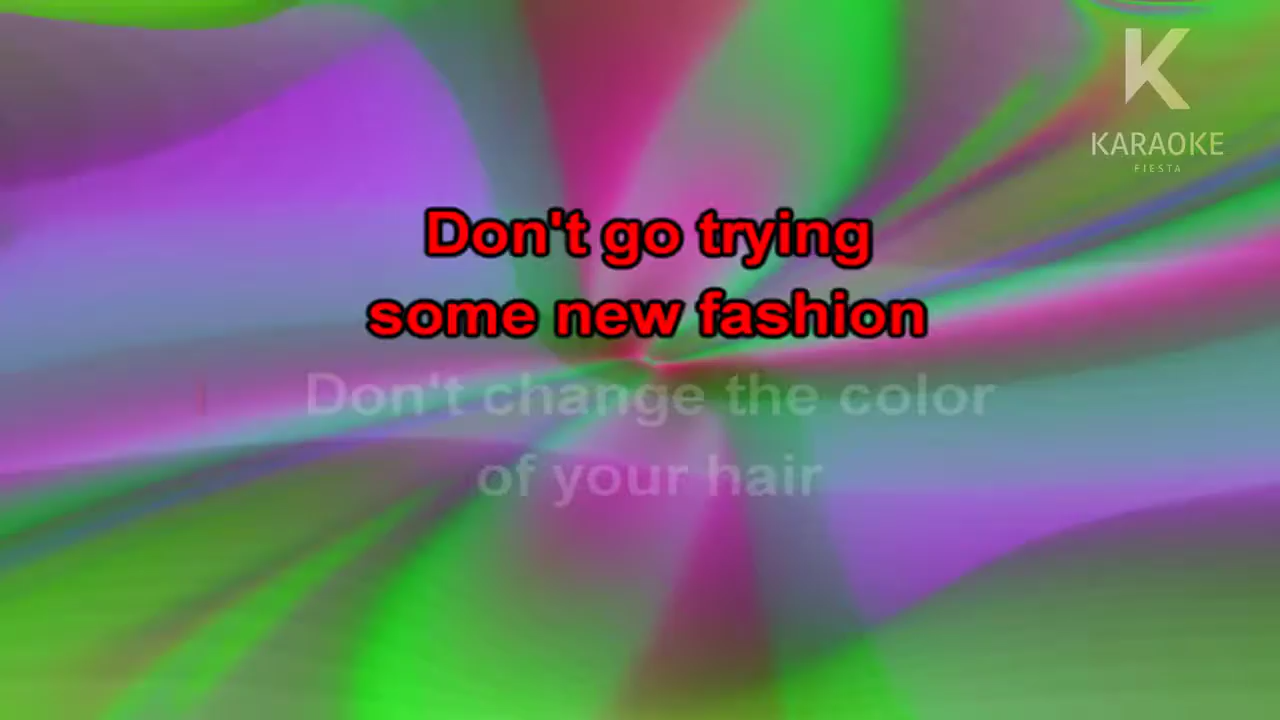 K
KARAOKE
FIESTA
Don't go trying
some new fashion
Don't change the color
of your hair